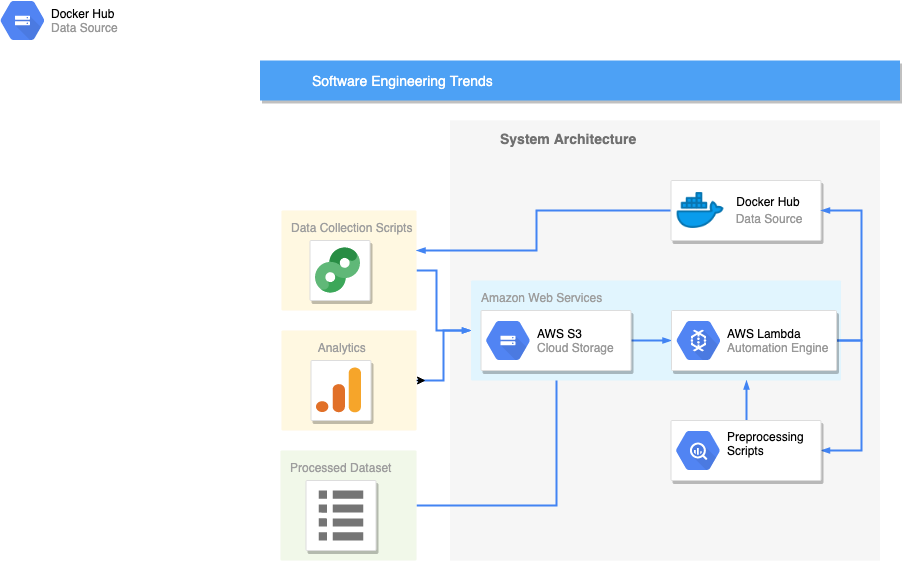 Docker Hub
Data Source
Software Engineering Trends
System Architecture
Docker Hub
Data Source
Data Collection Scripts
Amazon Web Services
AWS S3
Cloud Storage
AWS Lambda
Automation Engine
Analytics
Preprocessing
Scripts
Processed Dataset